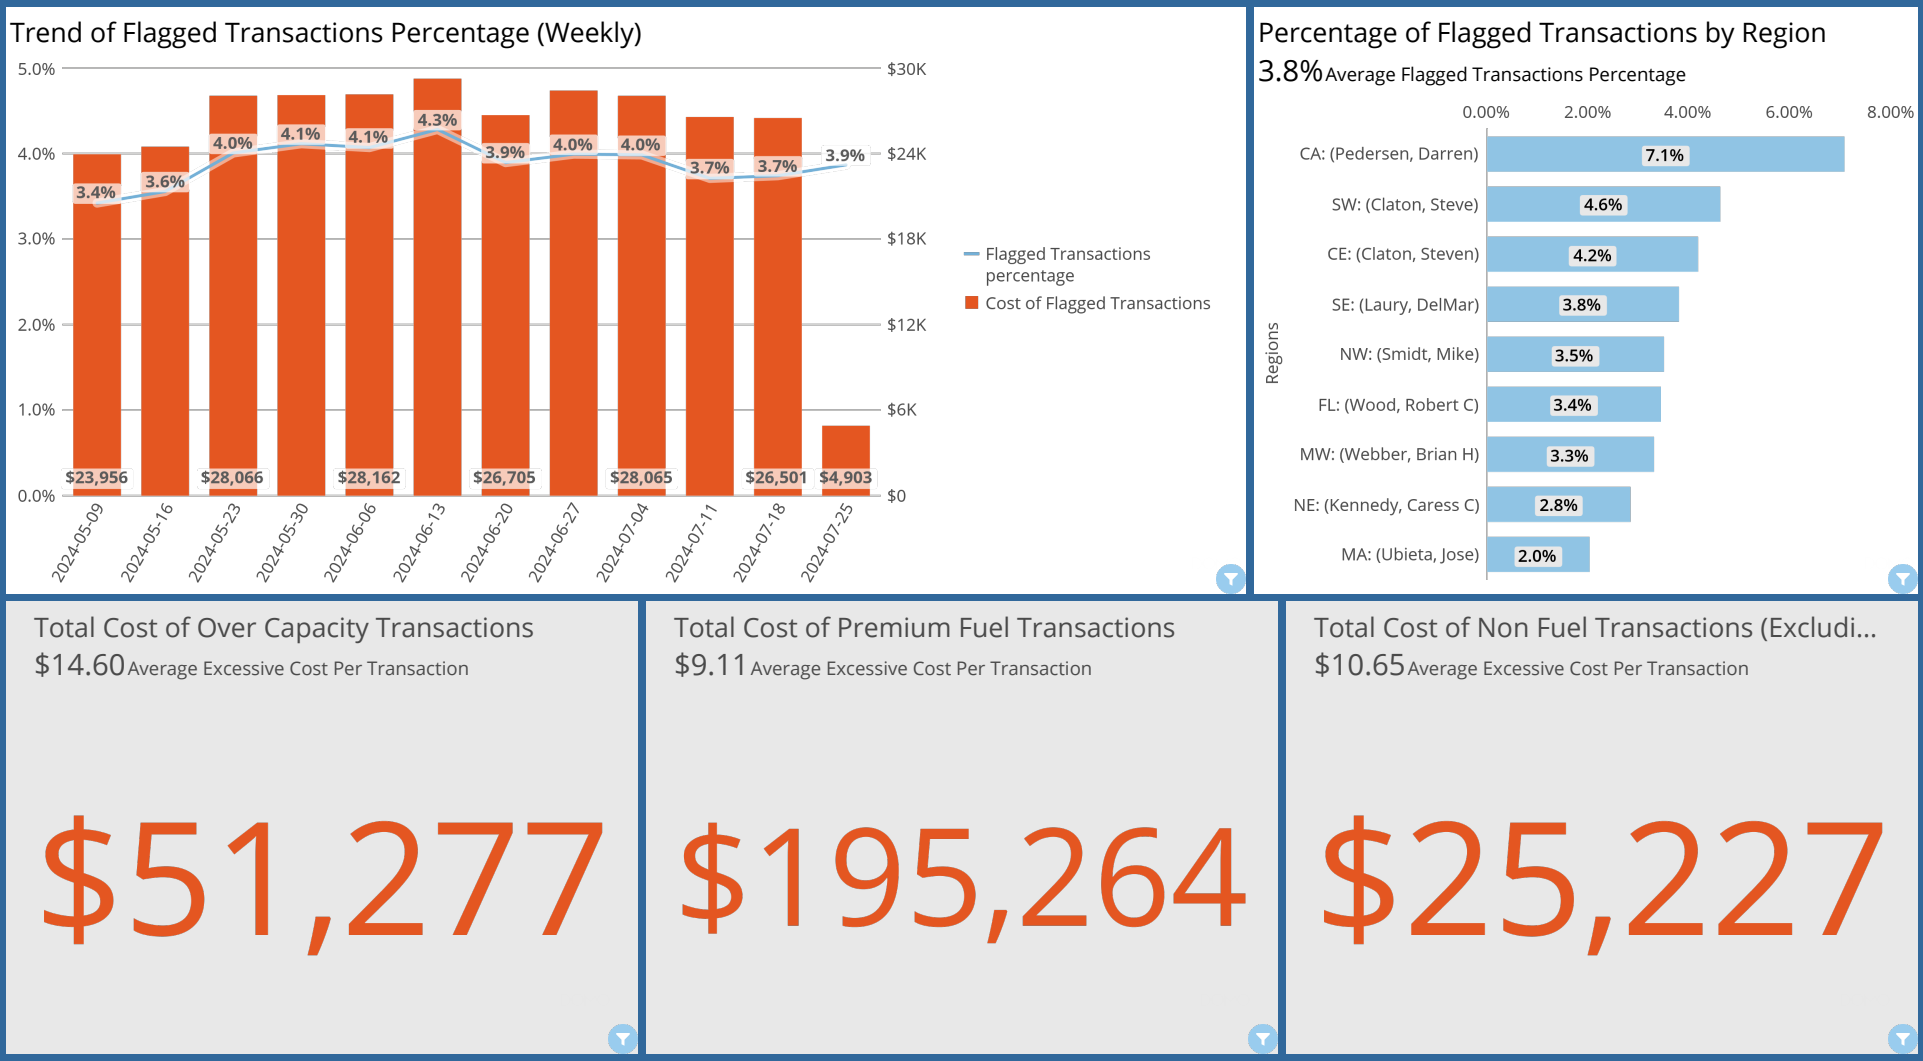 Trend of Flagged Transactions Percentage (Weekly)
5.0%
4.0%
3.0%
2.0%
1.0%
0.0%
$30K
$24K
$18K
$12K
$6K
$0
3.4%
3.6%
4.0%
4.1%
4.1%
4.3%
3.9%
4.0%
4.0%
3.7%
3.7%
3.9%
$23,956
$28,066
$28,162
$26,705
$28,065
$26,501
$4,903
2024-05-09
2024-05-16
2024-05-23
2024-05-30
2024-06-06
2024-06-13
2024-06-20
2024-06-27
2024-07-04
2024-07-11
2024-07-18
2024-07-25
Flagged Transactions
percentage
Cost of Flagged Transactions
Percentage of Flagged Transactions by Region
3.8% Average Flagged Transactions Percentage
0.00% 2.00% 4.00% 6.00% 8.00%
Regions
CA: (Pedersen, Darren) 7.1%
SW: (Claton, Steve) 4.6%
CE: (Claton, Steven) 4.2%
SE: (Laury, DelMar) 3.8%
NW: (Smidt, Mike) 3.5%
FL: (Wood, Robert C) 3.4%
MW: (Webber, Brian H) 3.3%
NE: (Kennedy, Caress C) 2.8%
MA: (Ubieta, Jose) 2.0%
Total Cost of Over Capacity Transactions
$14.60 Average Excessive Cost Per Transaction
$51,277
Total Cost of Premium Fuel Transactions
$9.11 Average Excessive Cost Per Transaction
$195,264
Total Cost of Non Fuel Transactions (Excludi...
$10.65 Average Excessive Cost Per Transaction
$25,227